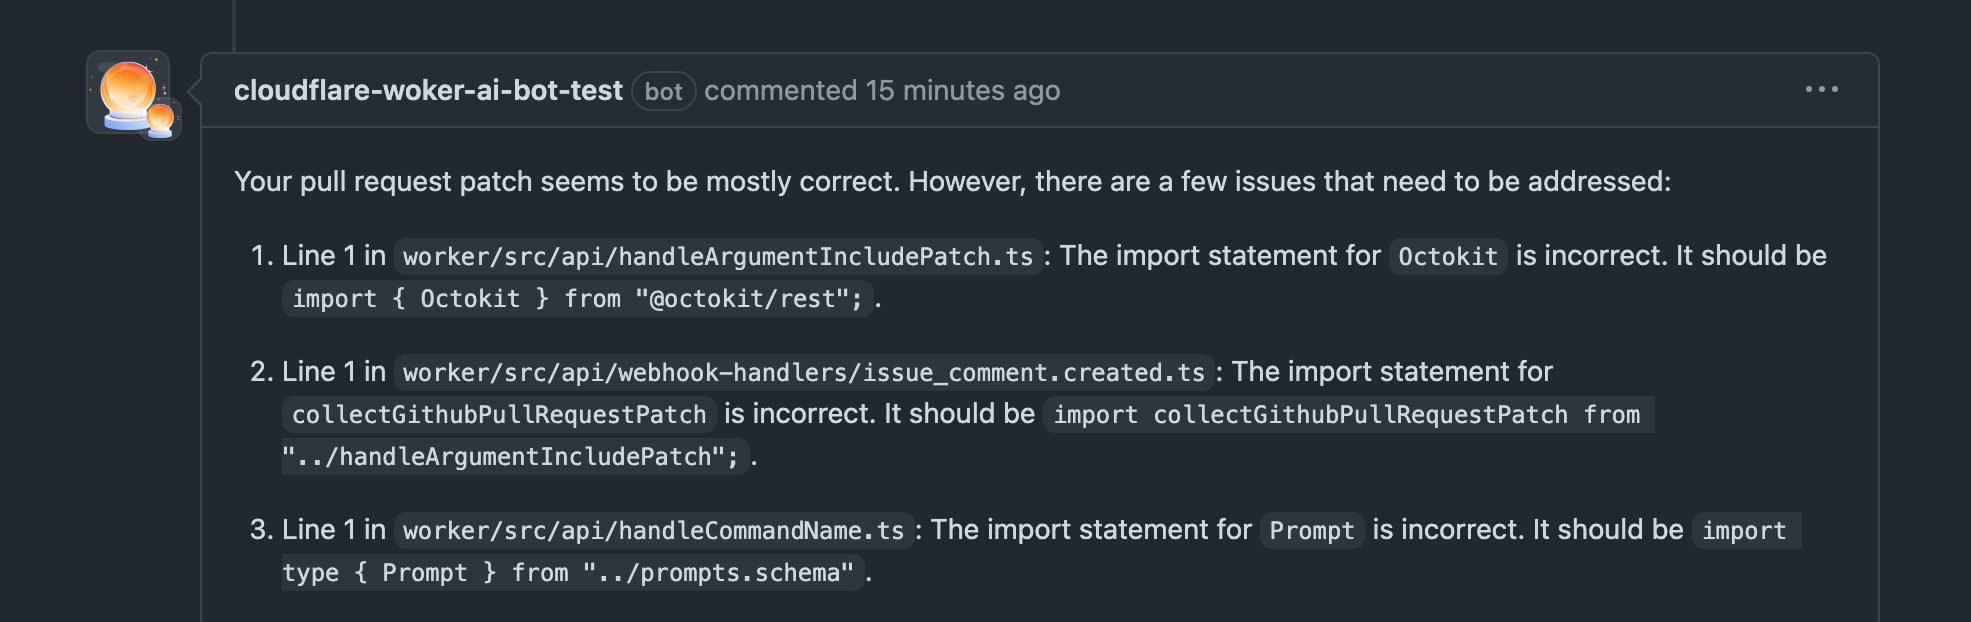 cloudflare-woker-ai-bot-test bot commented 15 minutes ago
Your pull request patch seems to be mostly correct. However, there are a few issues that need to be addressed:
1. Line 1 in worker/src/api/handleArgumentIncludePatch.ts: The import statement for Octokit is incorrect. It should be
import { Octokit } from "@octokit/rest"; .
2. Line 1 in worker/src/api/webhook-handlers/issue_comment.created.ts: The import statement for
collectGithubPullRequestPatch is incorrect. It should be import collectGithubPullRequestPatch from
"../handleArgumentIncludePatch"; .
3. Line 1 in worker/src/api/handleCommandName.ts: The import statement for Prompt is incorrect. It should be import
type { Prompt } from "../prompts.schema" .